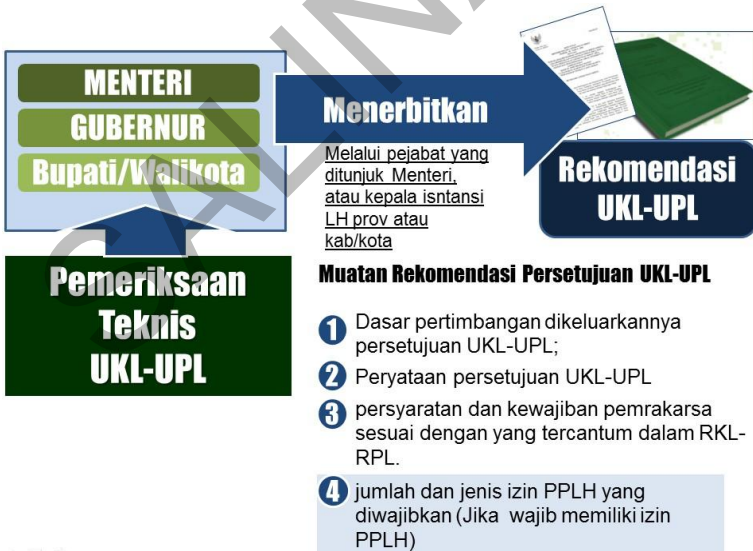 MENTERI
GUBERNUR
Bupati/Walikota
Pemeriksaan
Teknis
UKL-UPL
Menerbitkan
Melalui pejabat yang
ditunjuk Menteri,
atau kepala isntansi
LH prov atau
kab/kota
Rekomendasi
UKL-UPL
Muatan Rekomendasi Persetujuan UKL-UPL
1 Dasar pertimbangan dikeluarkannya
persetujuan UKL-UPL;
2 Peryataan persetujuan UKL-UPL
3 persyaratan dan kewajiban pemrakarsa
sesuai dengan yang tercantum dalam RKL-
RPL.
4 jumlah dan jenis izin PPLH yang
diwajibkan (Jika wajib memiliki izin
PPLH)
SALINA